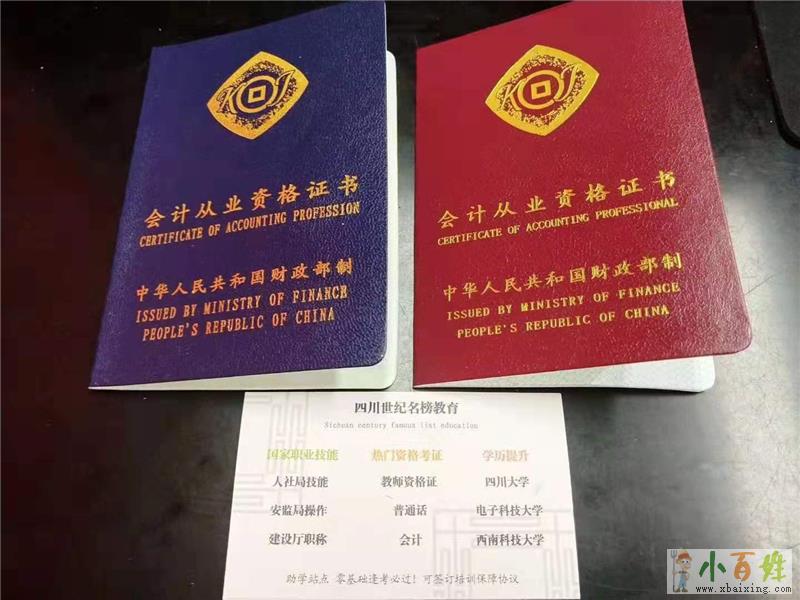 会计从业资格证书
CERTIFICATE OF ACCOUNTING PROFESSION
中华人民共和国财政部制
ISSUED BY MINISTRY OF FINANCE
PEOPLE'S REPUBLIC OF CHINA
会计从业资格证书
CERTIFICATE OF ACCOUNTING PROFESSIONAL
中华人民共和国财政部制
ISSUED BY MINISTRY OF FINANCE
PEOPLE'S REPUBLIC OF CHINA
四川世纪名榜教育
Sichuan century famous list education
国家职业技能 热门资格考证 学历提升
人社局技能 教师资格证 四川大学
安监局操作 普通话 电子科技大学
建设厅职称 会计 西南科技大学
助学站点 零基础逢考必过！可签订培训保障协议
小百姓
www.xbaixing.com